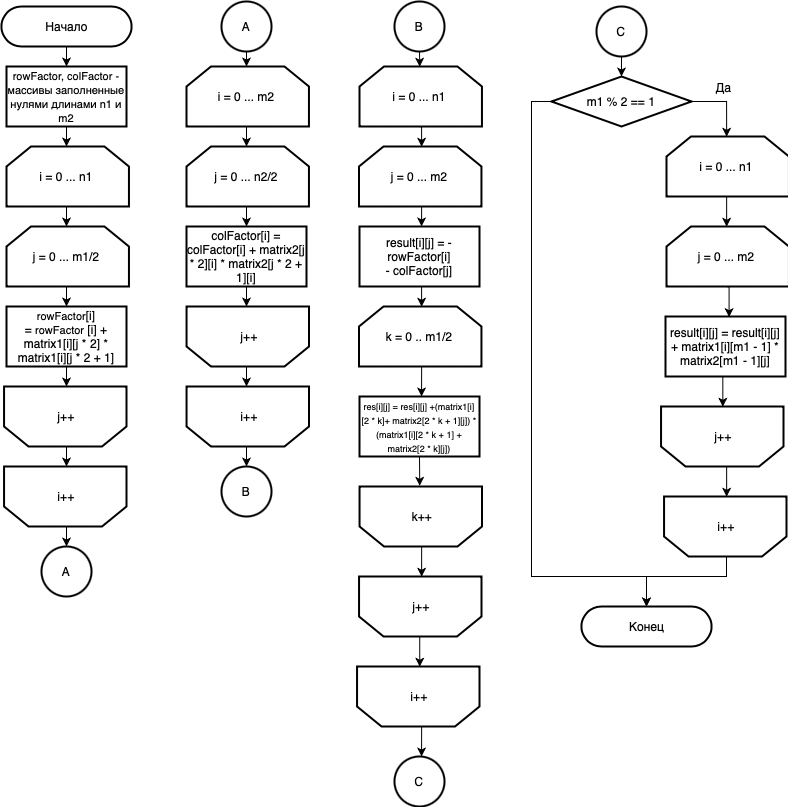 Начало
rowFactor, colFactor -
массивы заполненные
нулями длинами n1 и
m2
i = 0 ... n1
j = 0 ... m1/2
rowFactor[i]
= rowFactor [i] +
matrix1[i][j * 2] *
matrix1[i][j * 2 + 1]
j++
i++
A
A
i = 0 ... m2
j = 0 ... n2/2
colFactor[i] =
colFactor[i] + matrix2[j
* 2][i] * matrix2[j * 2 +
1][i]
j++
i++
B
B
i = 0 ... n1
j = 0 ... m2
result[i][j] = -
rowFactor[i]
- colFactor[j]
k = 0 .. m1/2
res[i][j] = res[i][j] +(matrix1[i]
[2 * k]+ matrix2[2 * k + 1][j]) *
(matrix1[i][2 * k + 1] +
matrix2[2 * k][j])
k++
j++
i++
C
C
m1 % 2 == 1
Да
i = 0 ... n1
j = 0 ... m2
result[i][j] = result[i][j]
+ matrix1[i][m1 - 1] *
matrix2[m1 - 1][j]
j++
i++
Конец